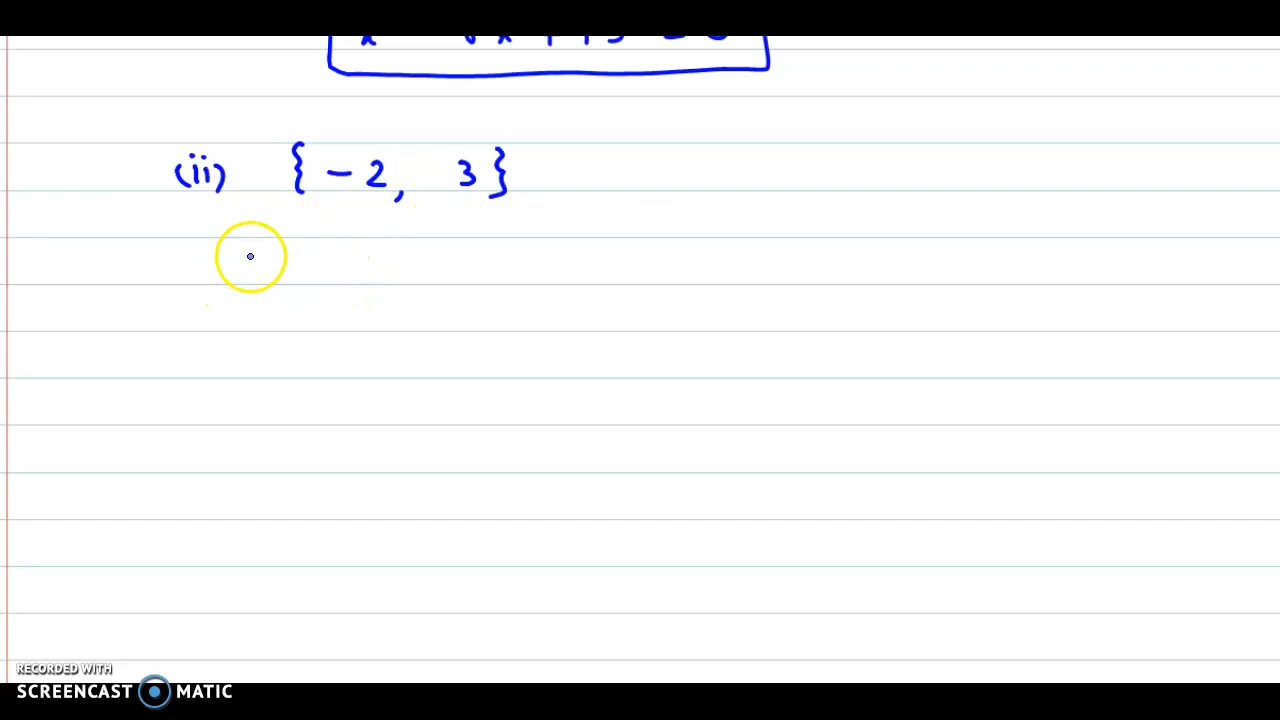 (ii) { -2, 3 }
RECORDED WITH
SCREENCAST MATIC